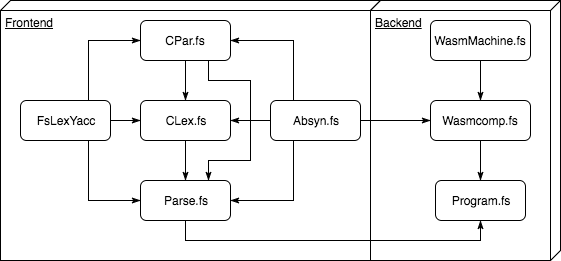 Frontend
Backend
CPar.fs
WasmMachine.fs
FsLexYacc
CLex.fs
Absyn.fs
Wasmcomp.fs
Parse.fs
Program.fs